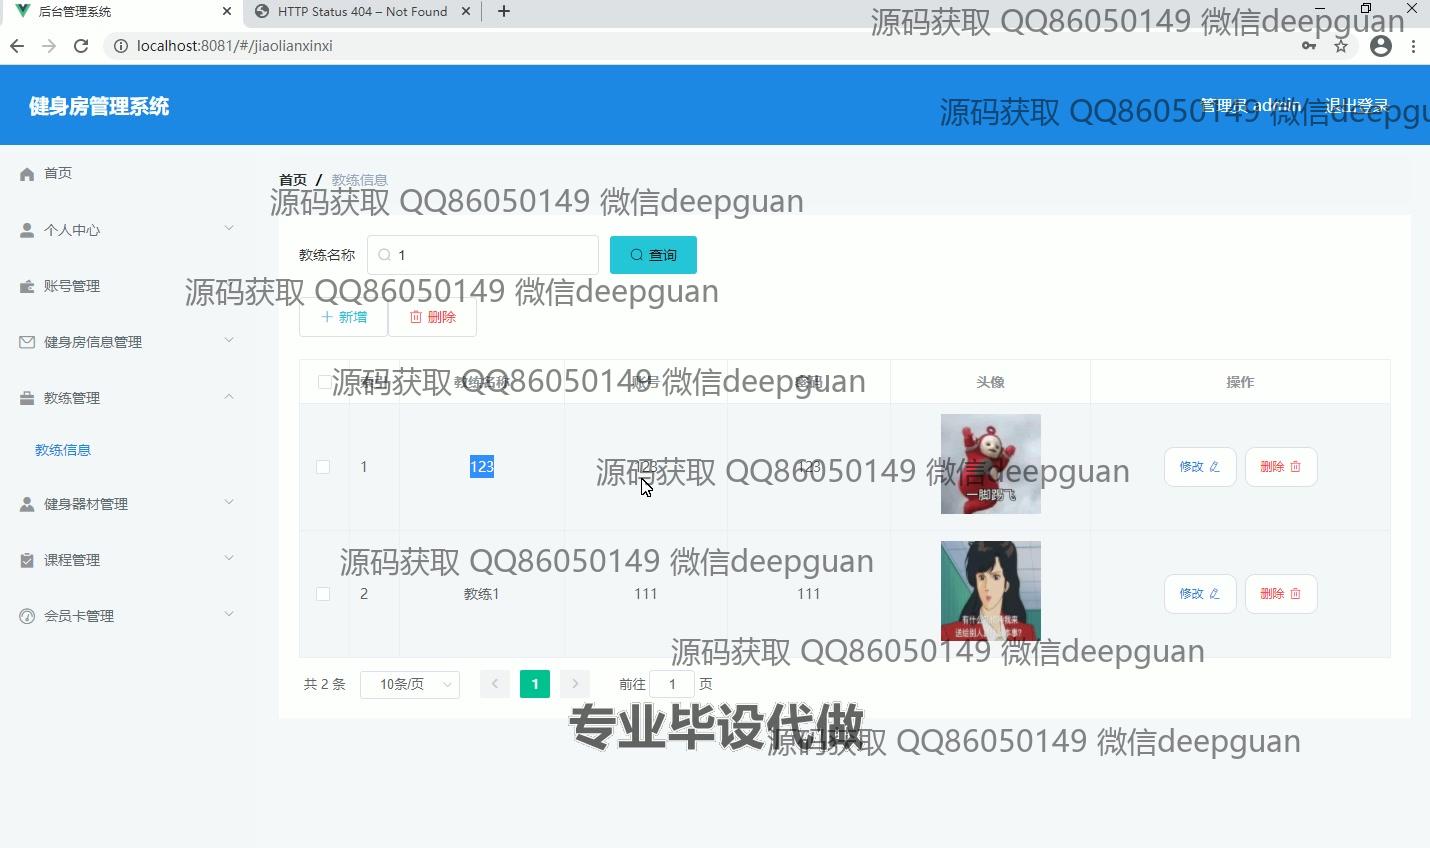 后台管理系统
HTTP Status 404 – Not Found
源码获取 QQ86050149 微信deepguan
localhost:8081/#/jiaolianxinxi
健身房管理系统
管理员 admin
退出登录
源码获取 QQ86050149 微信deepgu
首页
首页 / 教练信息
源码获取 QQ86050149 微信deepguan
个人中心
教练名称
1
查询
账号管理
源码获取 QQ86050149 微信deepguan
新增
删除
健身房信息管理
索引
教练名称
账号
密码
头像
操作
源码获取 QQ86050149 微信deepguan
教练管理
教练信息
1
123
123
123
一脚踢飞
修改
删除
源码获取 QQ86050149 微信deepguan
健身器材管理
课程管理
源码获取 QQ86050149 微信deepguan
2
教练1
111
111
修改
删除
会员卡管理
源码获取 QQ86050149 微信deepguan
共 2 条
10条/页
1
前往 1 页
专业毕设代做
源码获取 QQ86050149 微信deepguan